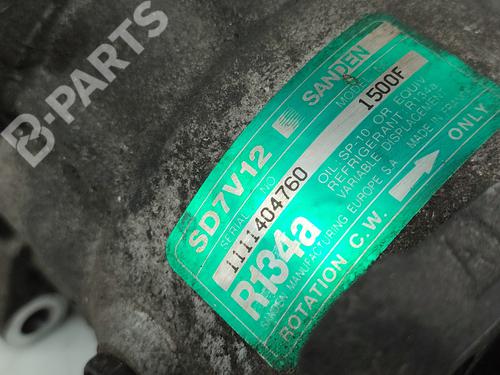 B-PARTS
SD7V12 SANDEN
SERIAL NO MODEL
1111404760 1500F
R134a
OIL SP-10 OR EQUIV
REFRIGERANT R134a
VARIABLE DISPLACEMENT
SANDEN MANUFACTURING EUROPE S.A MADE IN FRANCE
ROTATION C.W. ONLY